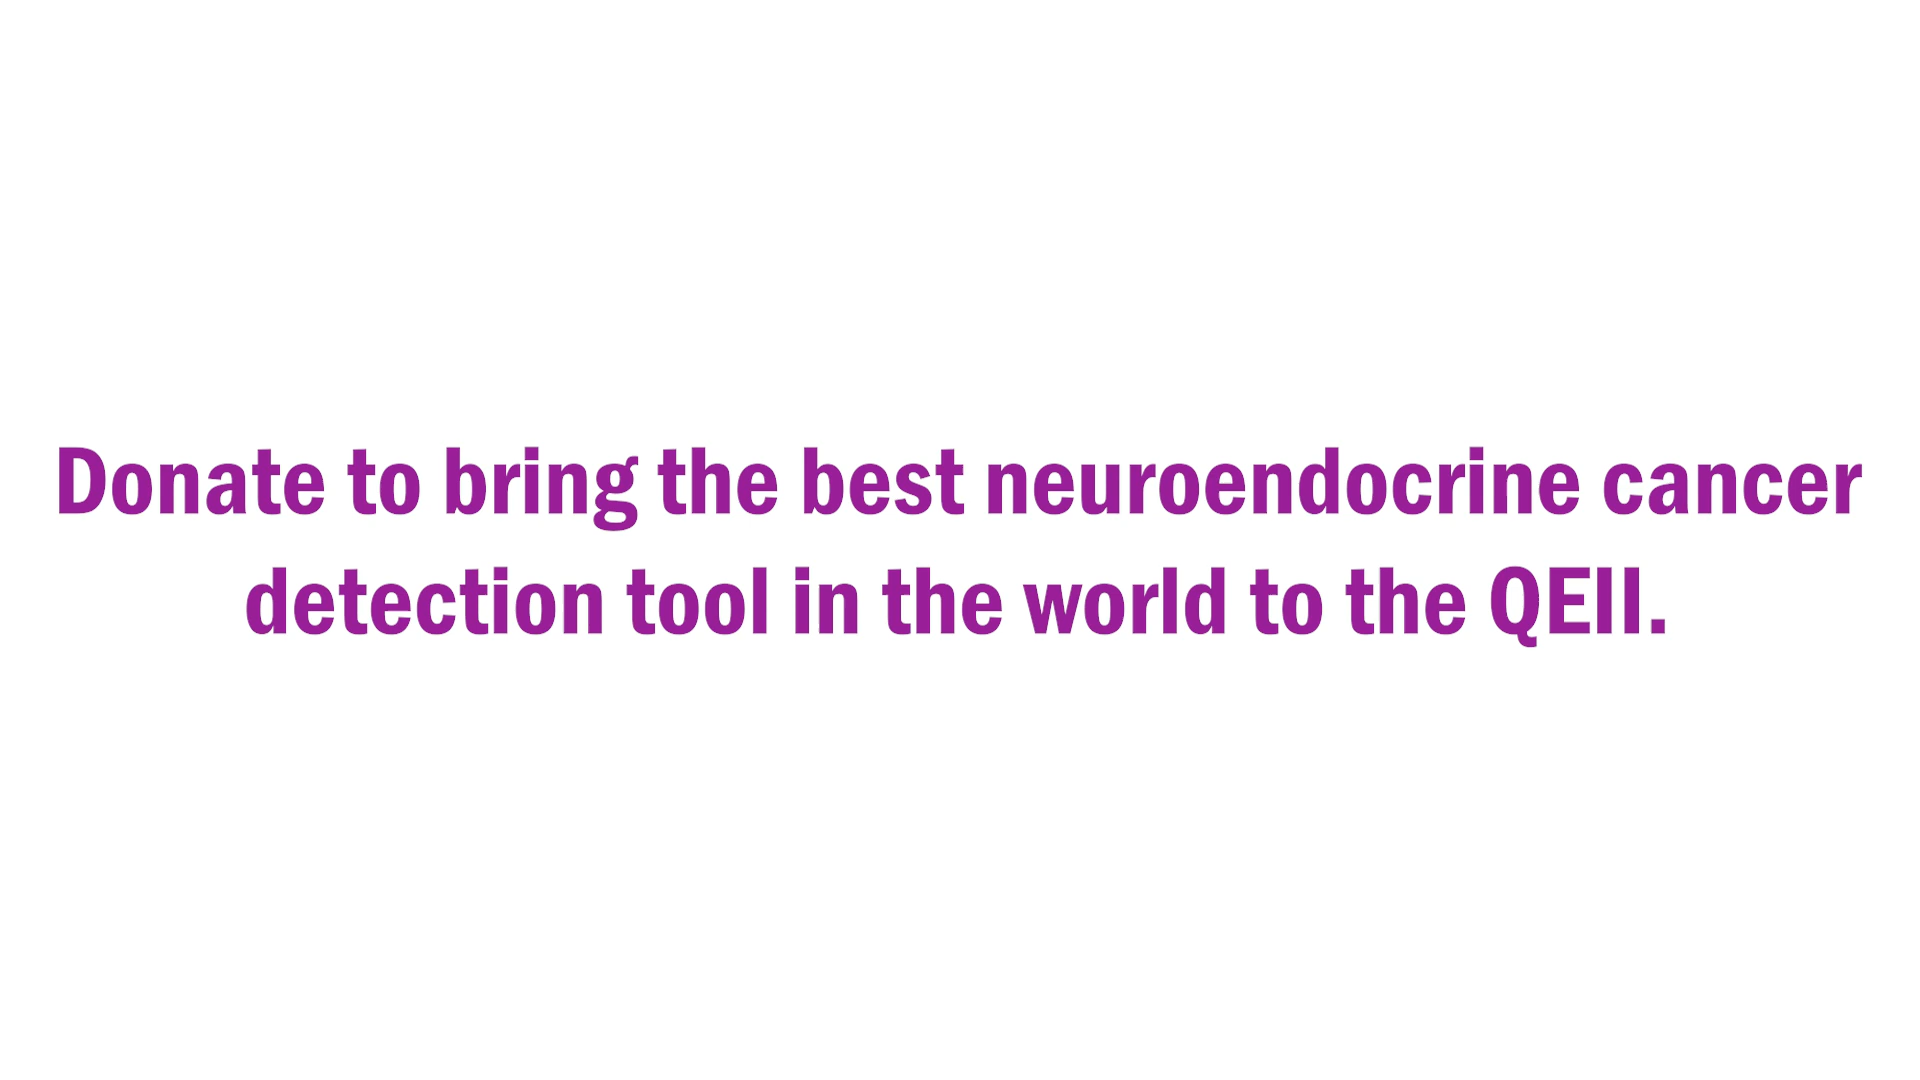 Donate to bring the best neuroendocrine cancer
detection tool in the world to the QEII.